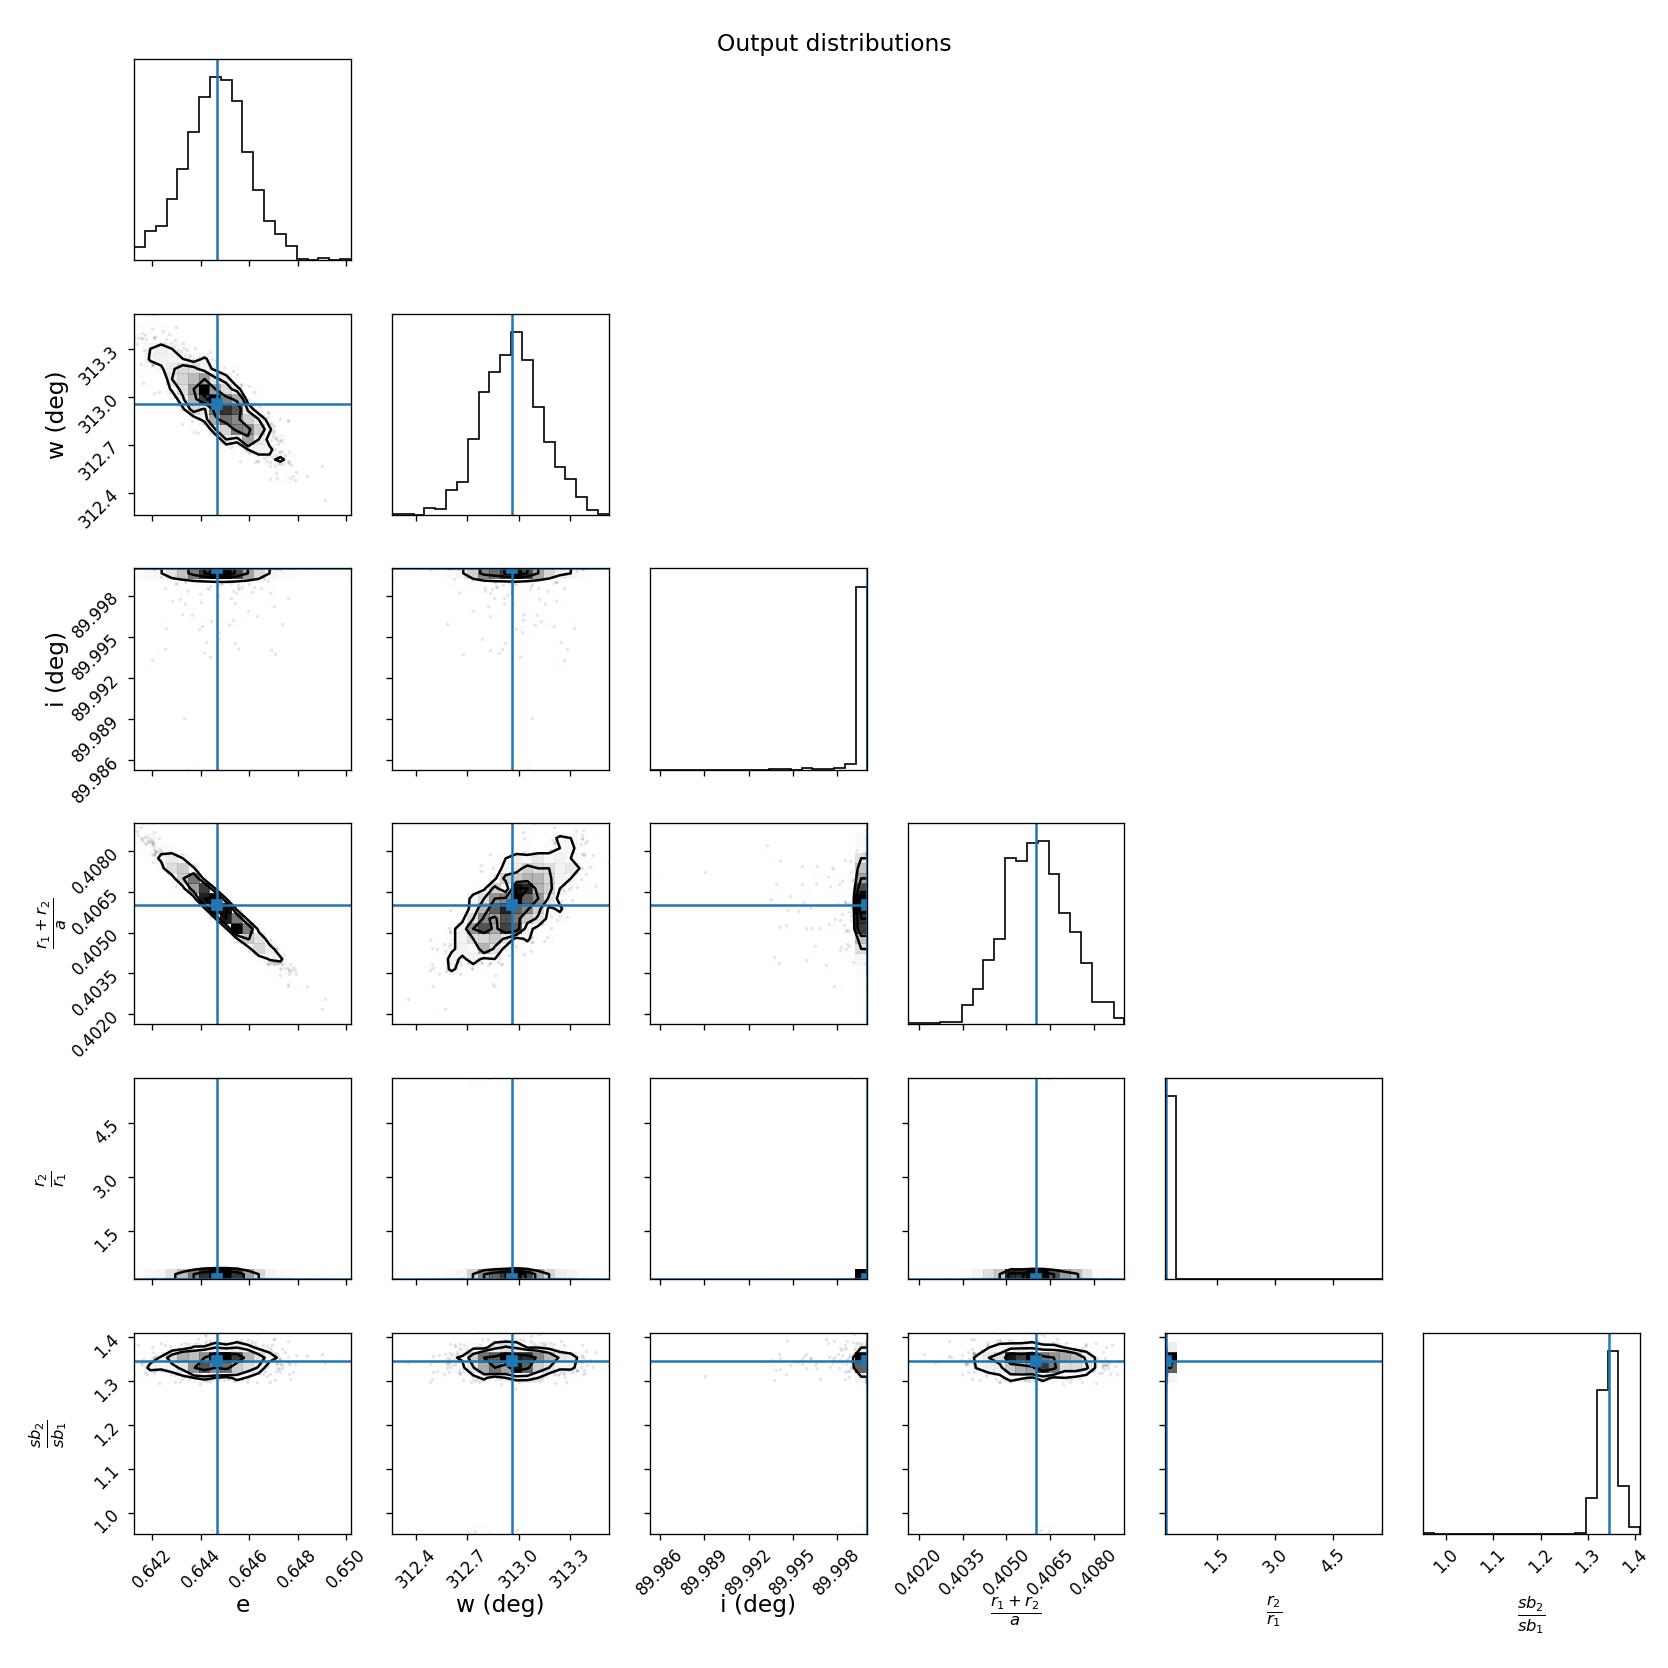 Output distributions
w (deg)
313.3
313.0
312.7
312.4
i (deg)
89.998
89.995
89.992
89.989
89.986
r₁ + r₂ / a
0.4080
0.4065
0.4050
0.4035
0.4020
r₂ / r₁
4.5
3.0
1.5
sb₂ / sb₁
1.4
1.3
1.2
1.1
1.0
0.642 0.644 0.646 0.648 0.650
312.4 312.7 313.0 313.3
89.986 89.989 89.992 89.995 89.998
0.4020 0.4035 0.4050 0.4065 0.4080
1.5 3.0 4.5
1.0 1.1 1.2 1.3 1.4
e
w (deg)
i (deg)
r₁ + r₂ / a
r₂ / r₁
sb₂ / sb₁